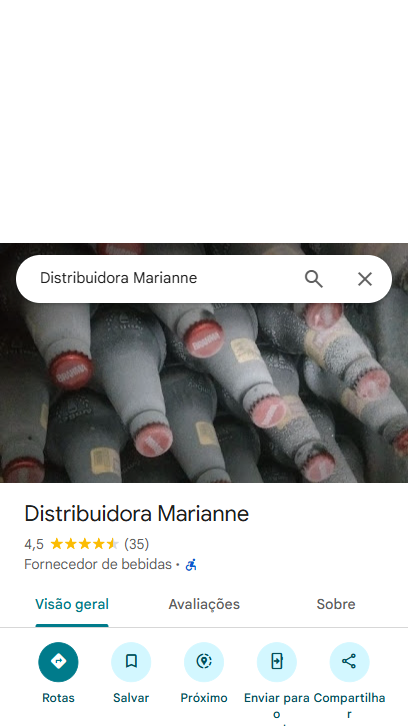 Distribuidora Marianne
Distribuidora Marianne
4,5 (35)
Fornecedor de bebidas ·
Visão geral Avaliações Sobre
Rotas Salvar Próximo Enviar para o Compartilhar